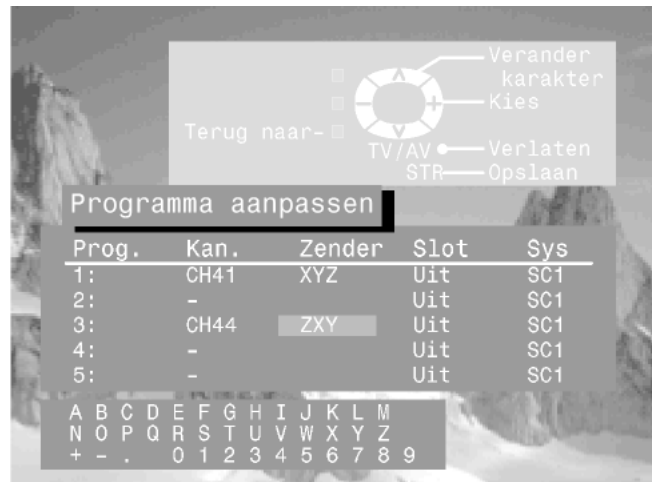 Verander
karakter
Kies
Terug naar-
TV/AV Verlaten
STR Opslaan
Programma aanpassen
Prog. Kan. Zender Slot Sys
1: CH41 XYZ Uit SC1
2: - Uit SC1
3: CH44 ZXY Uit SC1
4: - Uit SC1
5: - Uit SC1
A B C D E F G H I J K L M
N O P Q R S T U V W X Y Z
+ - . 0 1 2 3 4 5 6 7 8 9